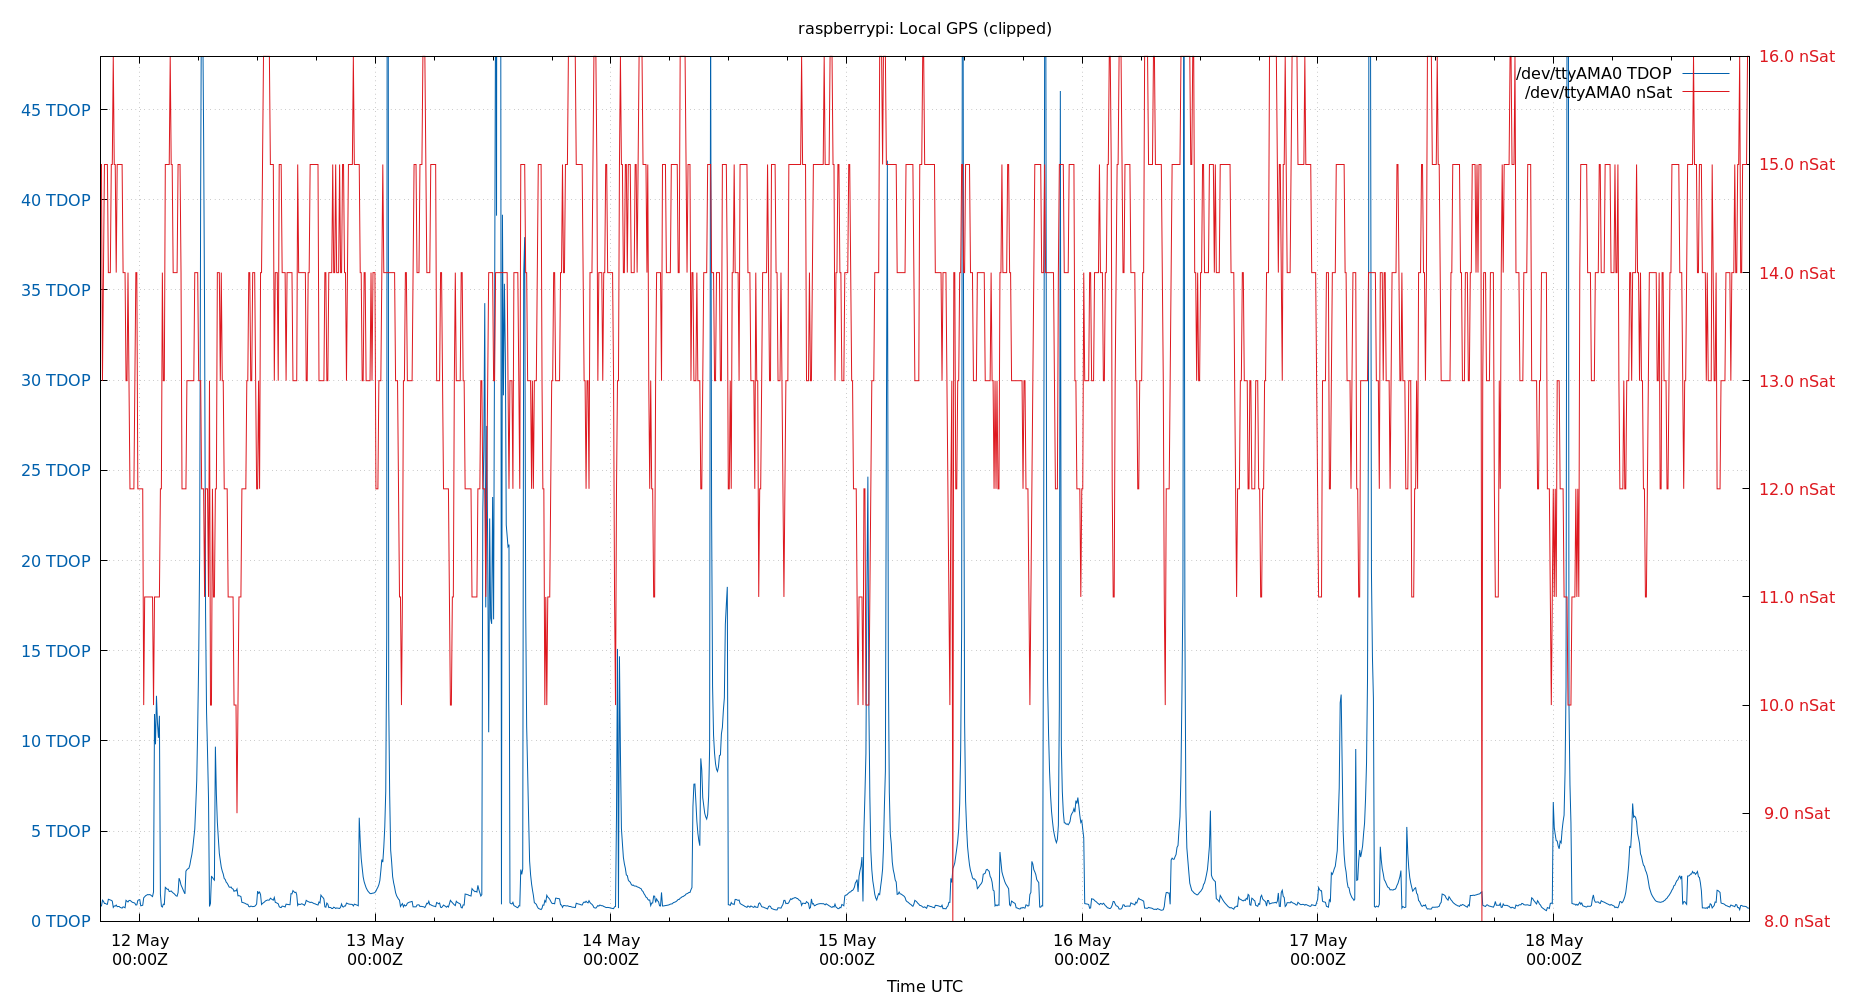 raspberrypi: Local GPS (clipped)
/dev/ttyAMA0 TDOP
/dev/ttyAMA0 nSat
45 TDOP
40 TDOP
35 TDOP
30 TDOP
25 TDOP
20 TDOP
15 TDOP
10 TDOP
5 TDOP
0 TDOP
16.0 nSat
15.0 nSat
14.0 nSat
13.0 nSat
12.0 nSat
11.0 nSat
10.0 nSat
9.0 nSat
8.0 nSat
12 May
00:00Z
13 May
00:00Z
14 May
00:00Z
15 May
00:00Z
16 May
00:00Z
17 May
00:00Z
18 May
00:00Z
Time UTC